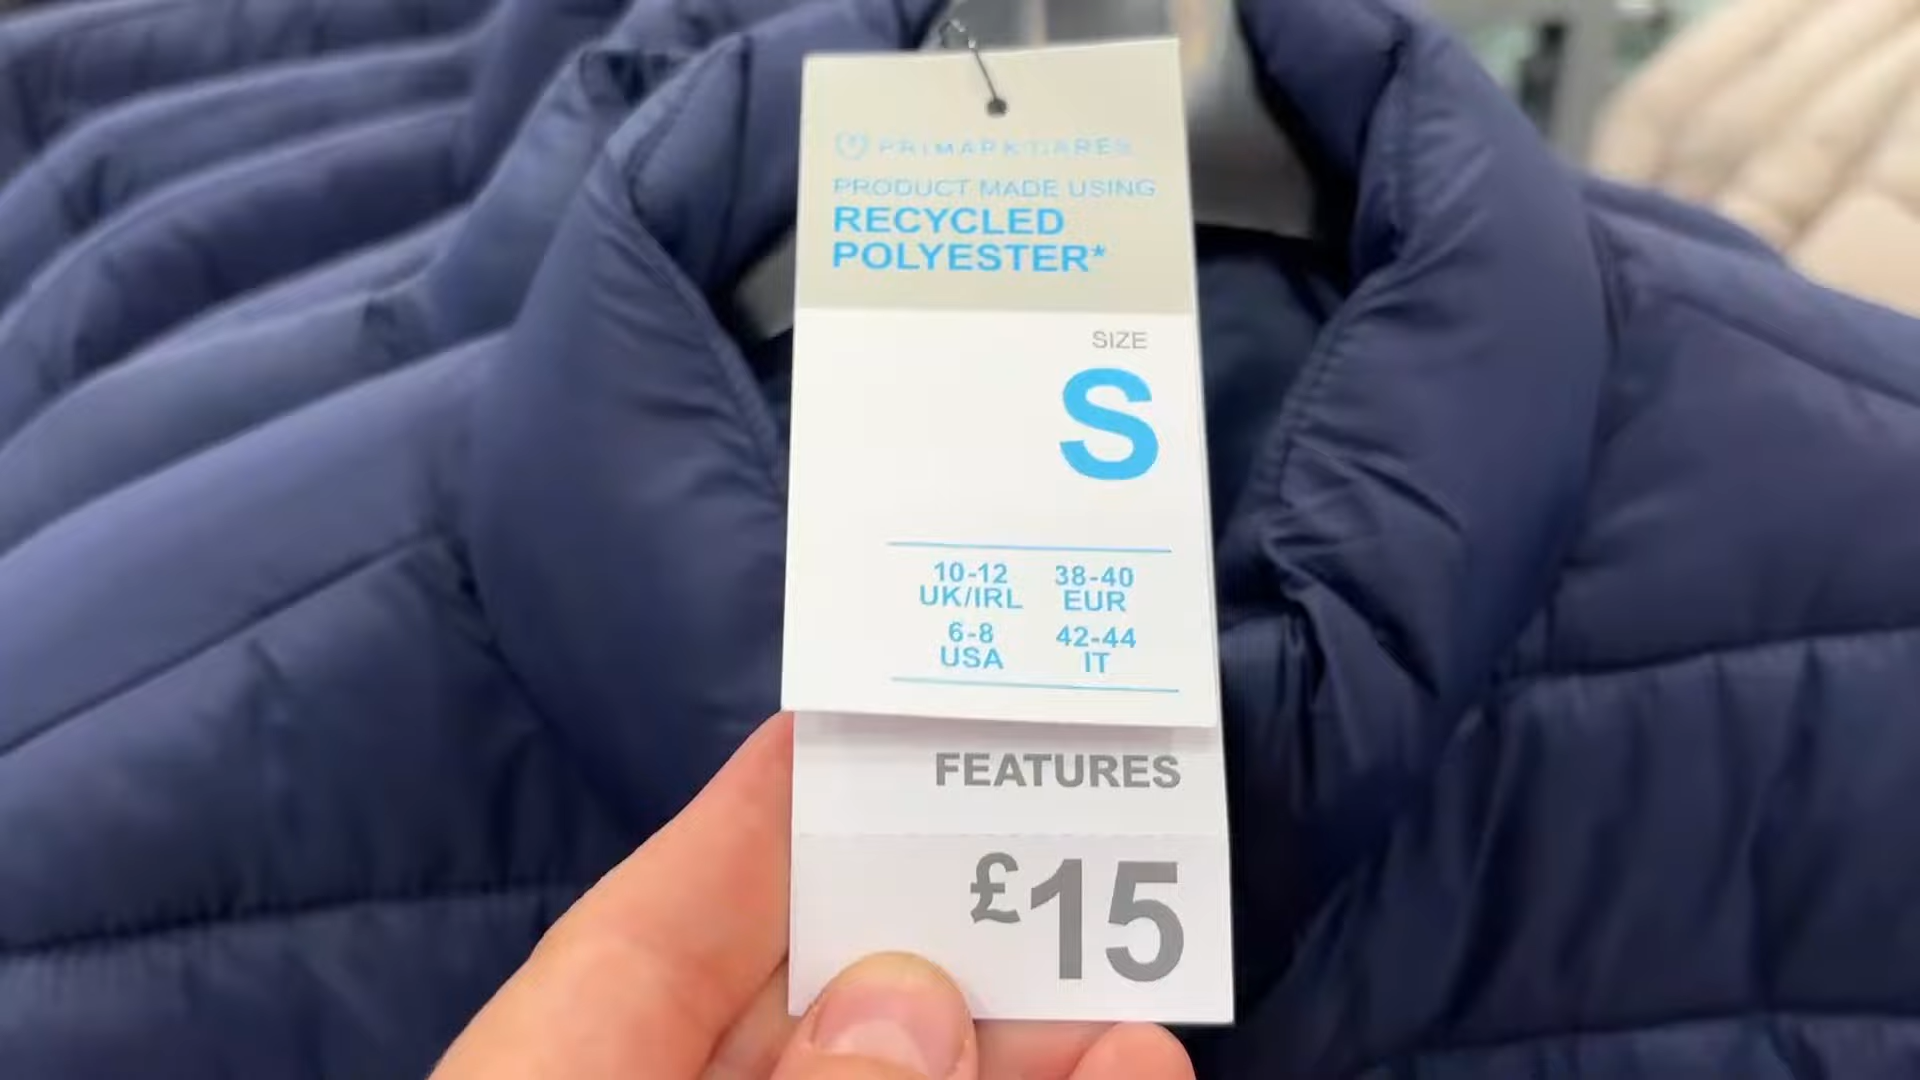 PRIMARK CARES
PRODUCT MADE USING
RECYCLED
POLYESTER*
SIZE
S
10-12 38-40
UK/IRL EUR
6-8 42-44
USA IT
FEATURES
£15